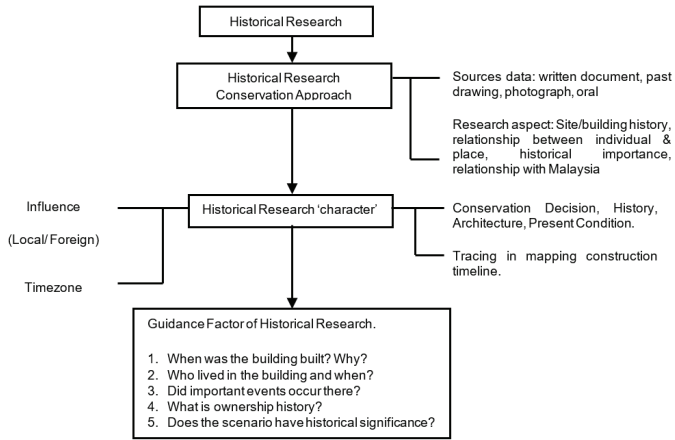 Historical Research
Historical Research
Conservation Approach
Sources data: written document, past
drawing, photograph, oral
Research aspect: Site/building history,
relationship between individual &
place, historical importance,
relationship with Malaysia
Influence
(Local/ Foreign)
Timezone
Historical Research ‘character’
Conservation Decision, History,
Architecture, Present Condition.
Tracing in mapping construction
timeline.
Guidance Factor of Historical Research.
1. When was the building built? Why?
2. Who lived in the building and when?
3. Did important events occur there?
4. What is ownership history?
5. Does the scenario have historical significance?